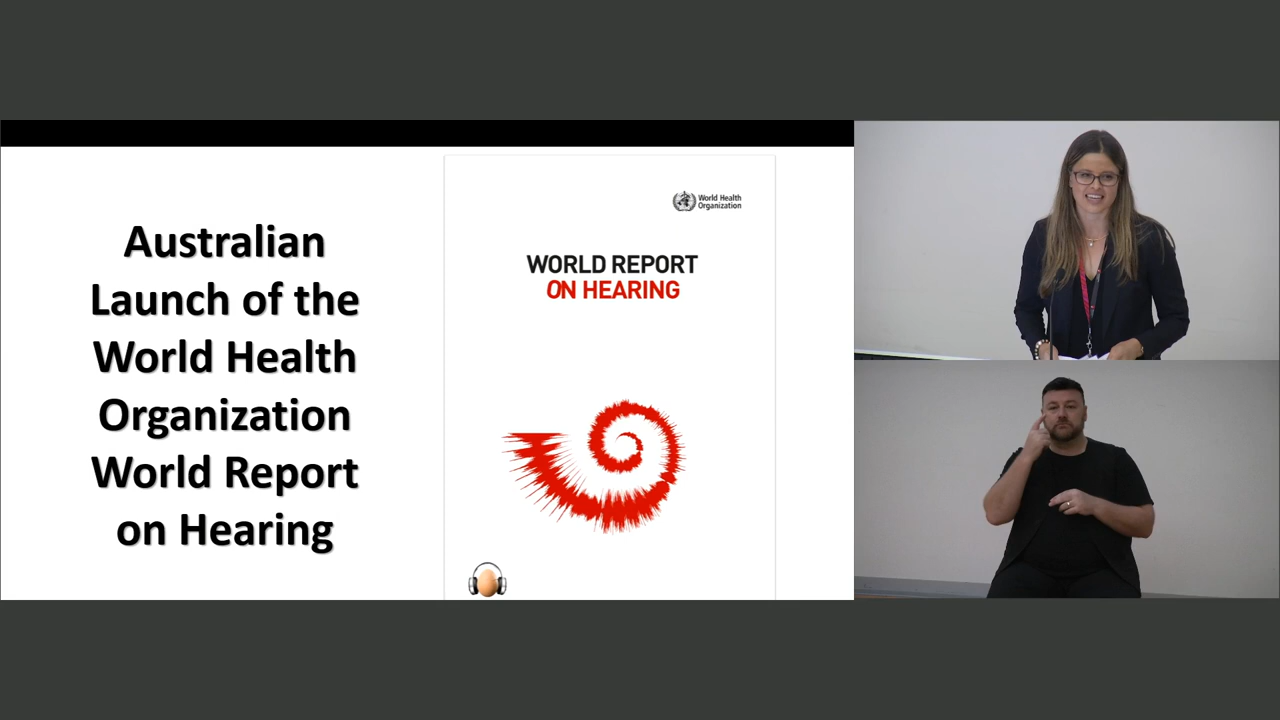 Australian
Launch of the
World Health
Organization
World Report
on Hearing
World Health
Organization
WORLD REPORT
ON HEARING